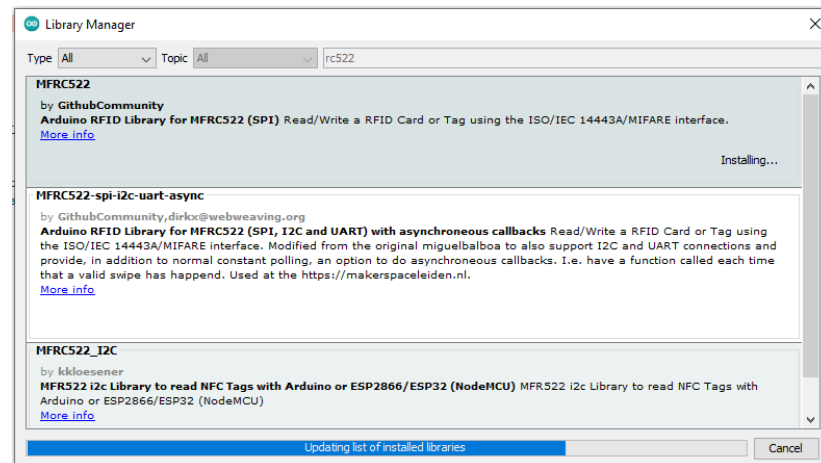 Library Manager
Type All Topic All rc522
MFRC522
by GithubCommunity
Arduino RFID Library for MFRC522 (SPI) Read/Write a RFID Card or Tag using the ISO/IEC 14443A/MIFARE interface.
More info
Installing...
MFRC522-spi-i2c-uart-async
by GithubCommunity,dirkx@webweaving.org
Arduino RFID Library for MFRC522 (SPI, I2C and UART) with asynchroneous callbacks Read/Write a RFID Card or Tag using
the ISO/IEC 14443A/MIFARE interface. Modified from the original miguelbalboa to also support I2C and UART connections and
provide, in addition to normal constant polling, an option to do asynchroneous callbacks. I.e. have a function called each time
that a valid swipe has happend. Used at the https://makerspaceleiden.nl.
More info
MFRC522_I2C
by kkloesener
MFR522 i2c Library to read NFC Tags with Arduino or ESP2866/ESP32 (NodeMCU) MFR522 i2c Library to read NFC Tags with
Arduino or ESP2866/ESP32 (NodeMCU)
More info
Updating list of installed libraries
Cancel